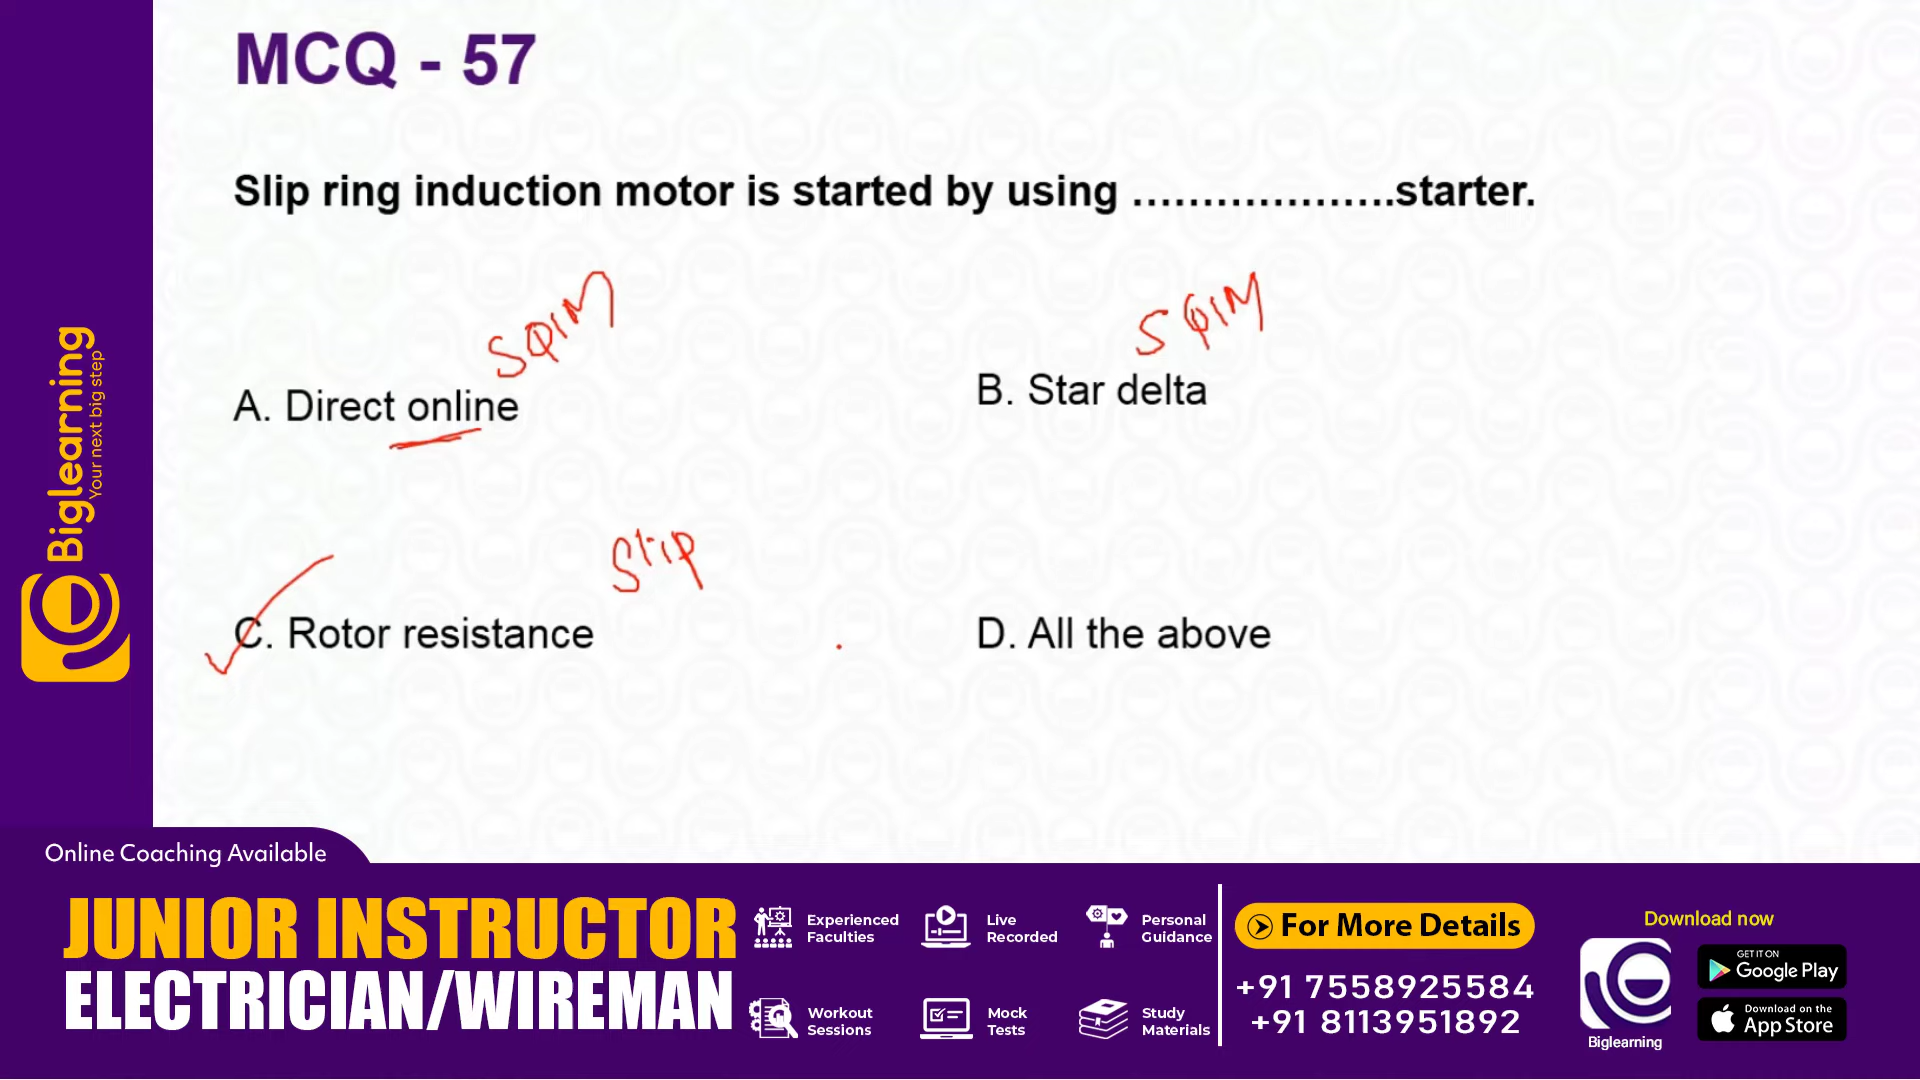 MCQ - 57
Slip ring induction motor is started by using ...................starter.
SQIM
SQIM
A. Direct online
B. Star delta
Slip
C. Rotor resistance
D. All the above
Biglearning
Your next big step
Online Coaching Available
JUNIOR INSTRUCTOR
ELECTRICIAN/WIREMAN
Experienced
Faculties
Live
Recorded
Personal
Guidance
Workout
Sessions
Mock
Tests
Study
Materials
For More Details
+91 7558925584
+91 8113951892
Download now
Biglearning
GET IT ON
Google Play
Download on the
App Store